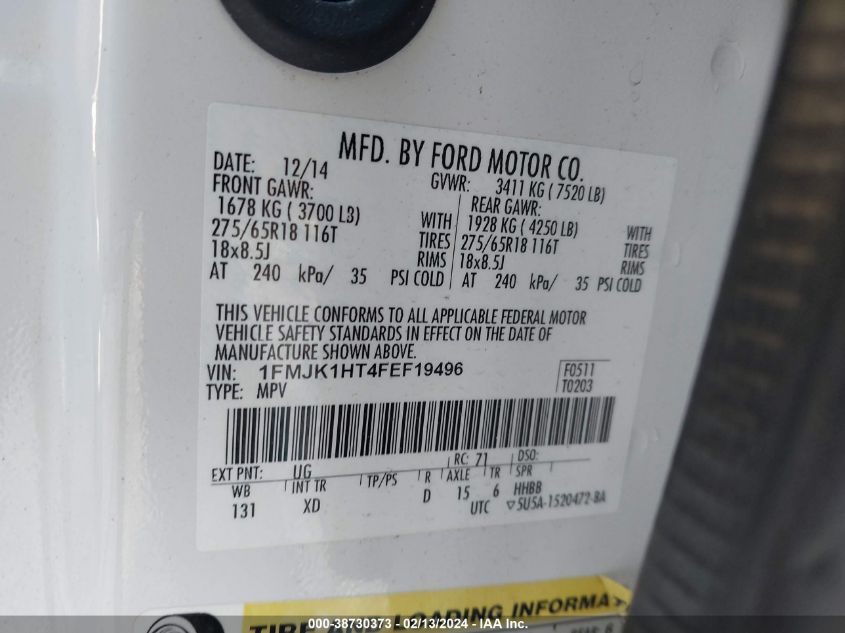 MFD. BY FORD MOTOR CO.
DATE: 12/14
GVWR: 3411 KG ( 7520 LB)
FRONT GAWR:
1678 KG ( 3700 LB)
275/65R18 116T
18x8.5J
WITH
TIRES
RIMS
AT 240 kPa/ 35 PSI COLD
REAR GAWR:
1928 KG ( 4250 LB)
275/65R18 116T
18x8.5J
WITH
TIRES
RIMS
AT 240 kPa/ 35 PSI COLD
THIS VEHICLE CONFORMS TO ALL APPLICABLE FEDERAL MOTOR
VEHICLE SAFETY STANDARDS IN EFFECT ON THE DATE OF
MANUFACTURE SHOWN ABOVE.
VIN: 1FMJK1HT4FEF19496
TYPE: MPV
F0511
T0203
EXT PNT: UG RC: 71 DSO:
WB INT TR TP/PS R AXLE TR SPR
131 XD D 15 6 HHBB
UTC ▽5U5A-1520472-BA
TIRE AND LOADING INFORMA
000-38730373 - 02/13/2024 - IAA Inc.